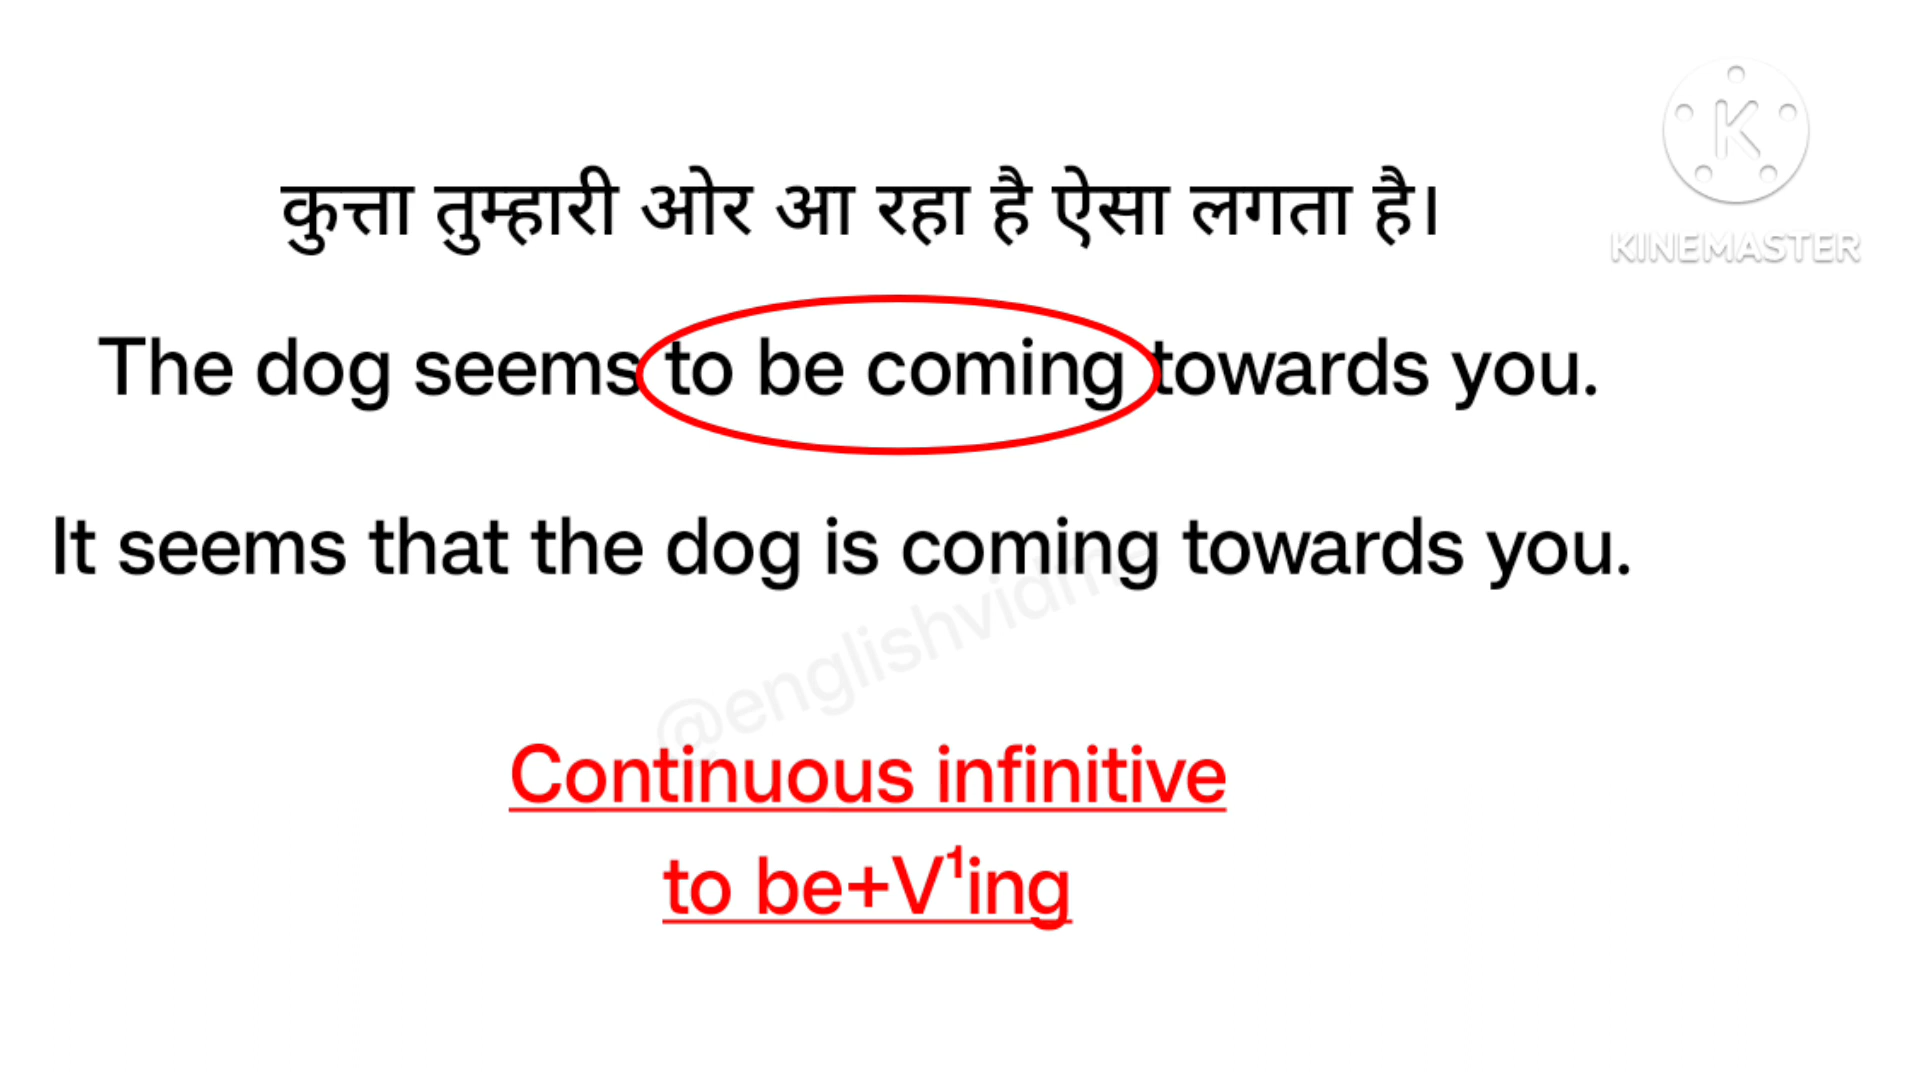 कुत्ता तुम्हारी ओर आ रहा है ऐसा लगता है।
KINEMASTER
The dog seems to be coming towards you.
It seems that the dog is coming towards you.
Continuous infinitive
to be+V¹ing